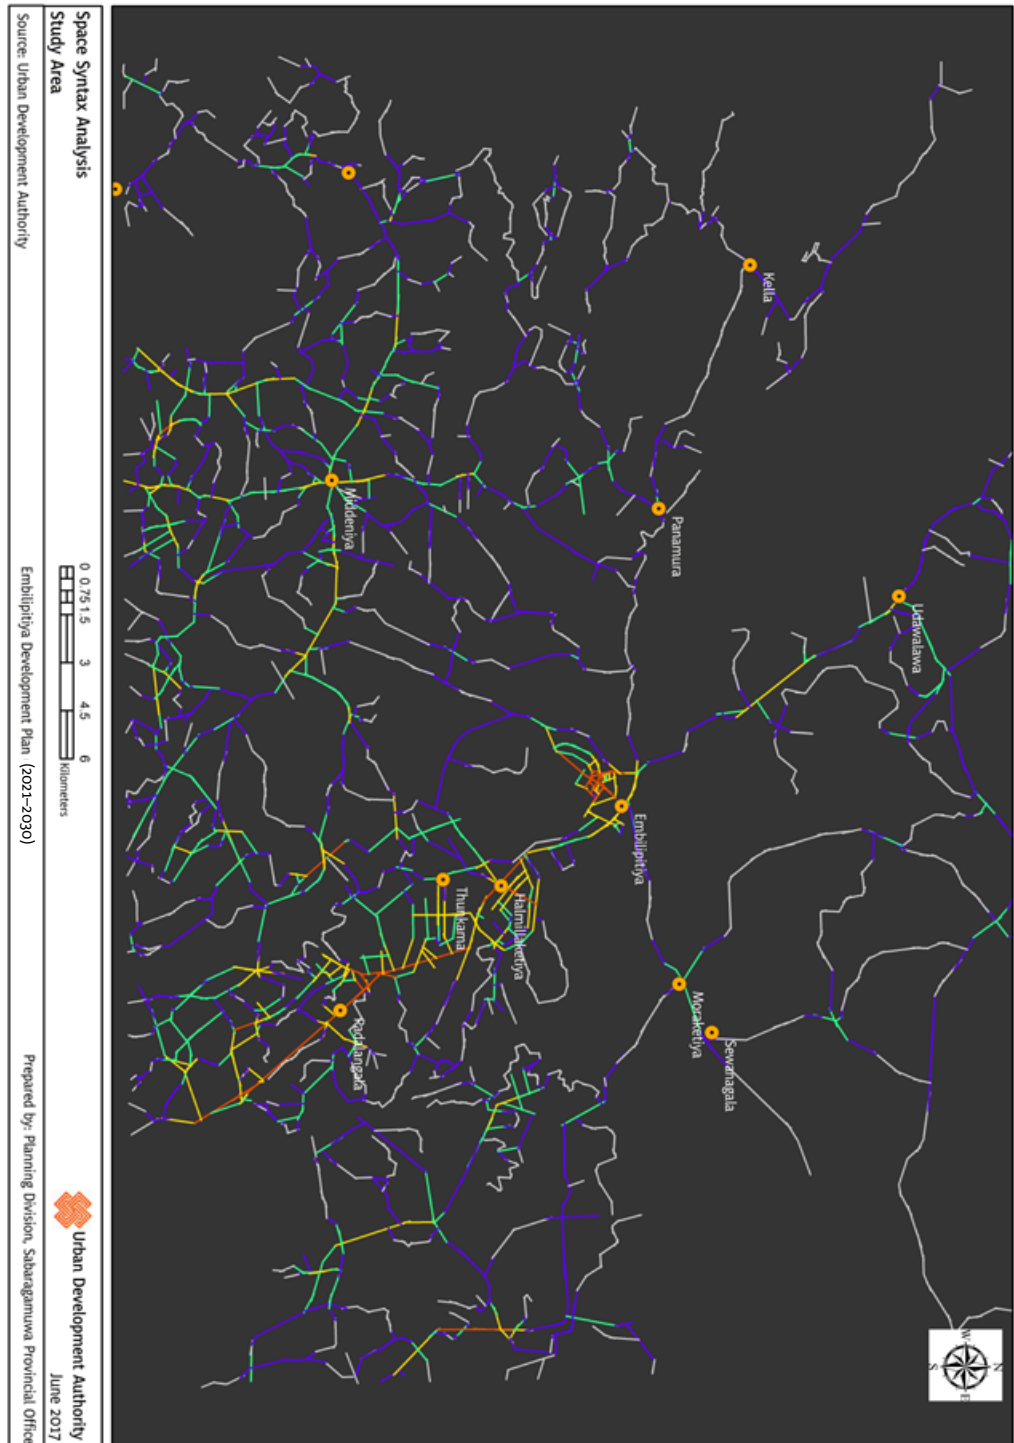 Kella
Panamura
Udawalawa
Middeniya
Embilipitiya
Halmillaketiya
Thunkama
Moraketiya
Sewanagala
Padalangala
N
W
E
S
Space Syntax Analysis
Study Area
0 0.75 1.5 3 4.5 6
Kilometers
Urban Development Authority
June 2017
Source: Urban Development Authority
Embilipitiya Development Plan (2021–2030)
Prepared by: Planning Division, Sabaragamuwa Provincial Office